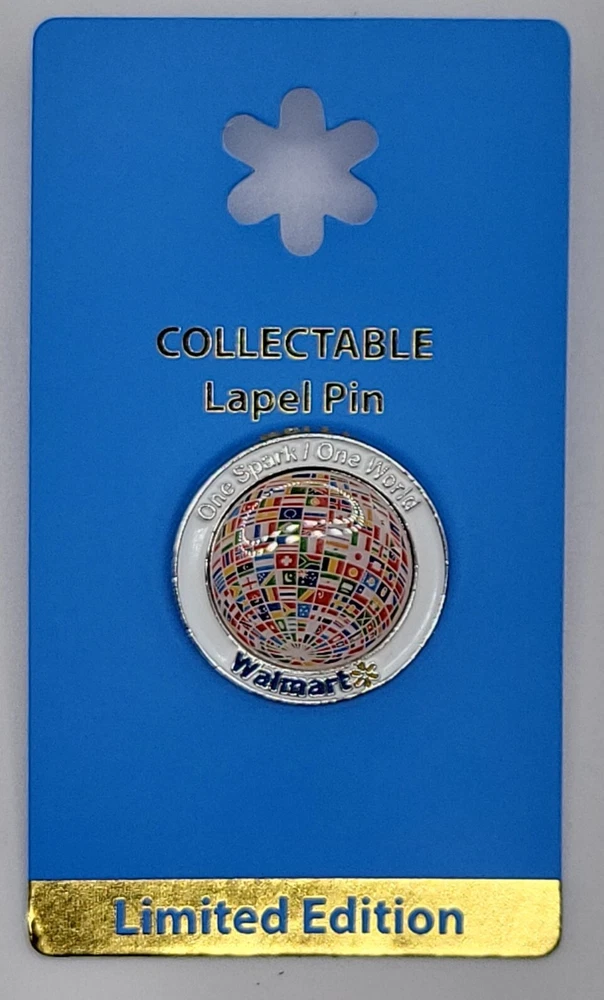 COLLECTABLE
Lapel Pin
One Spark / One World
Walmart
Limited Edition